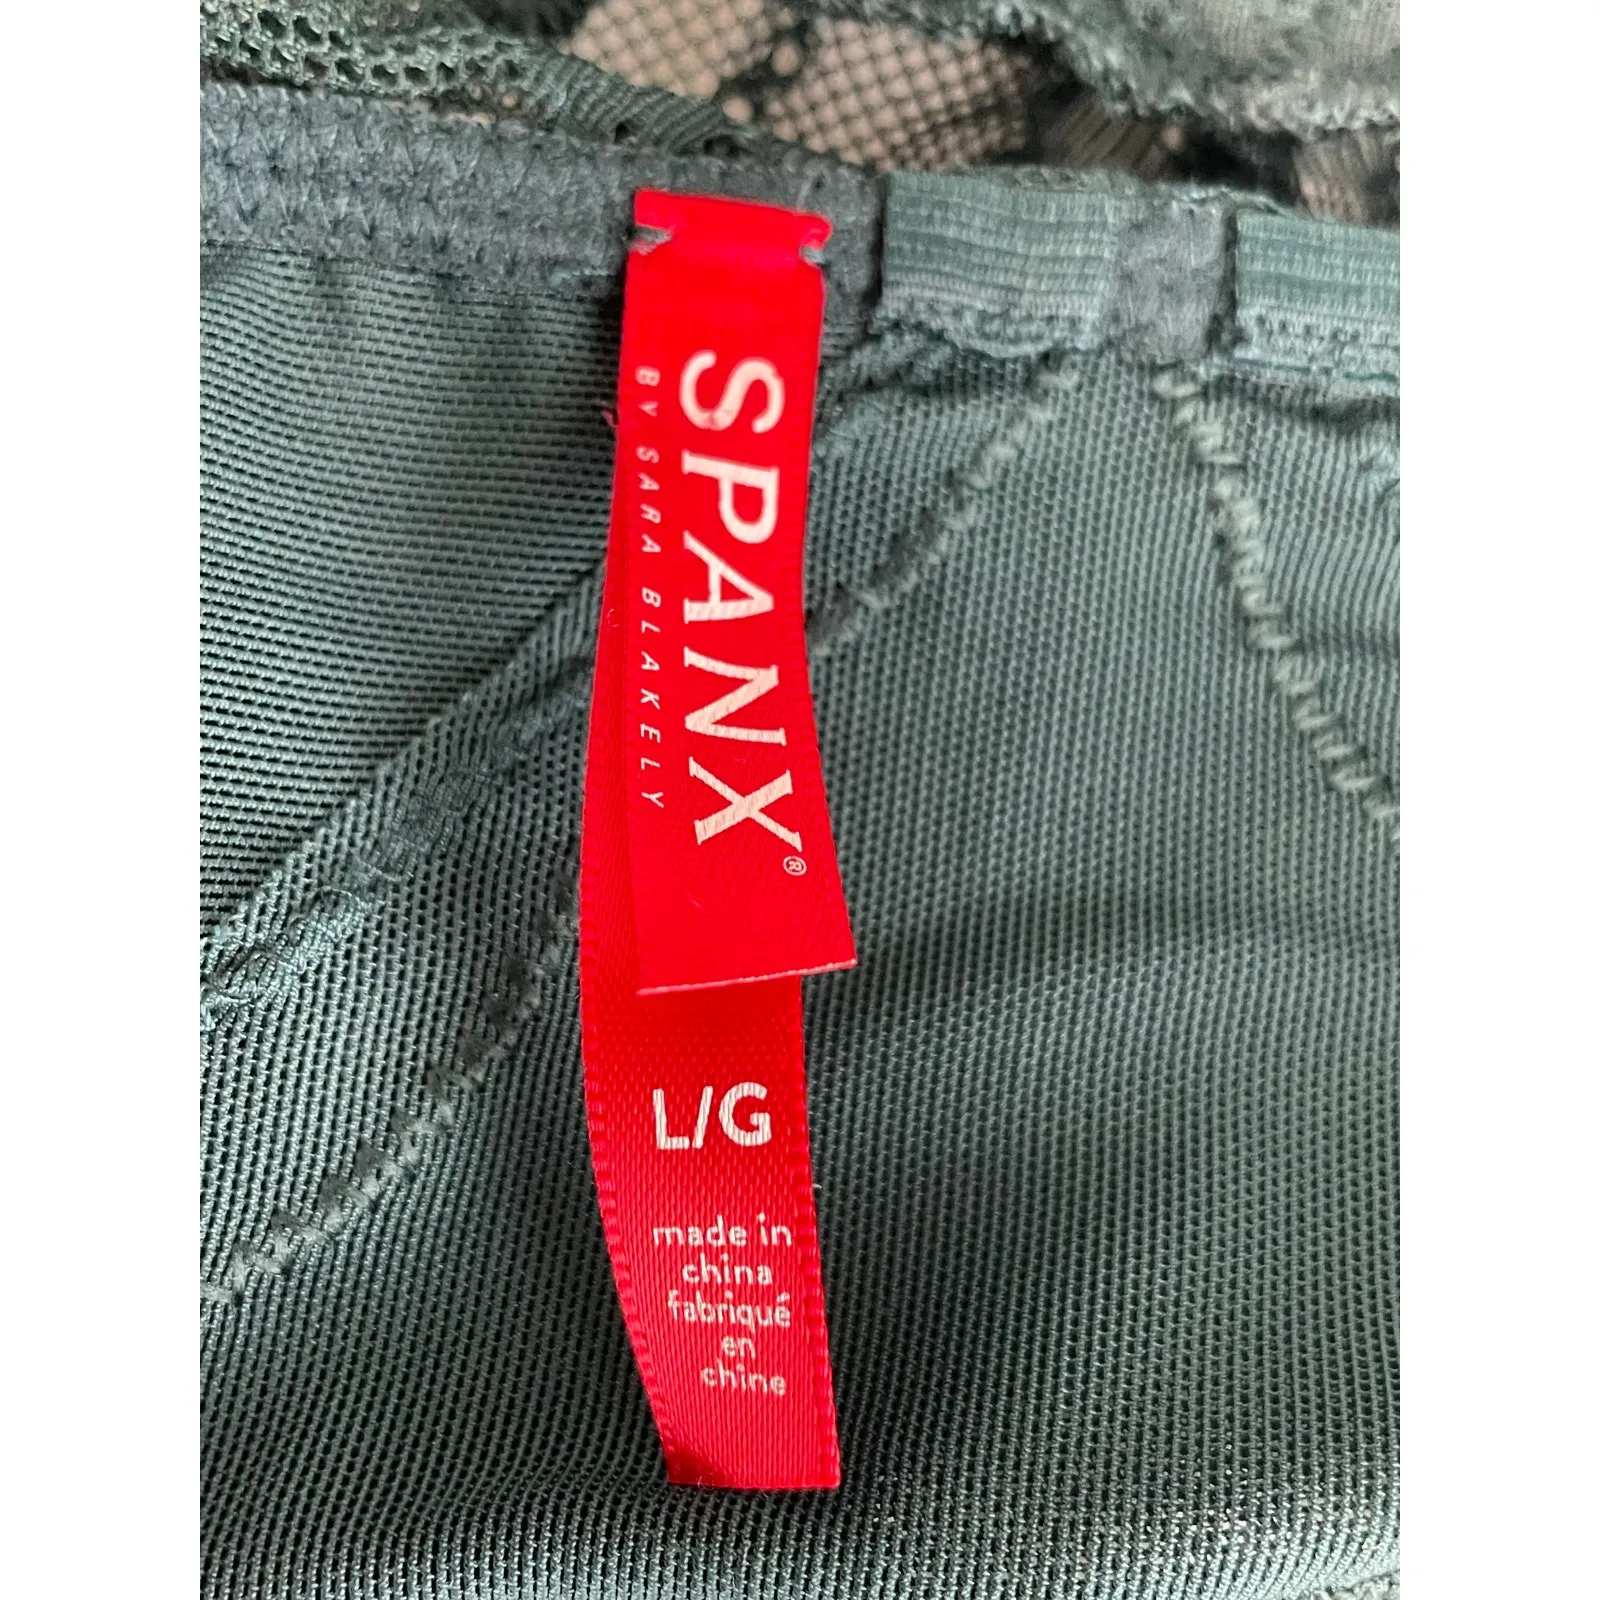 SPANX®
BY SARA BLAKELY
L/G
made in
china
fabriqué
en
chine